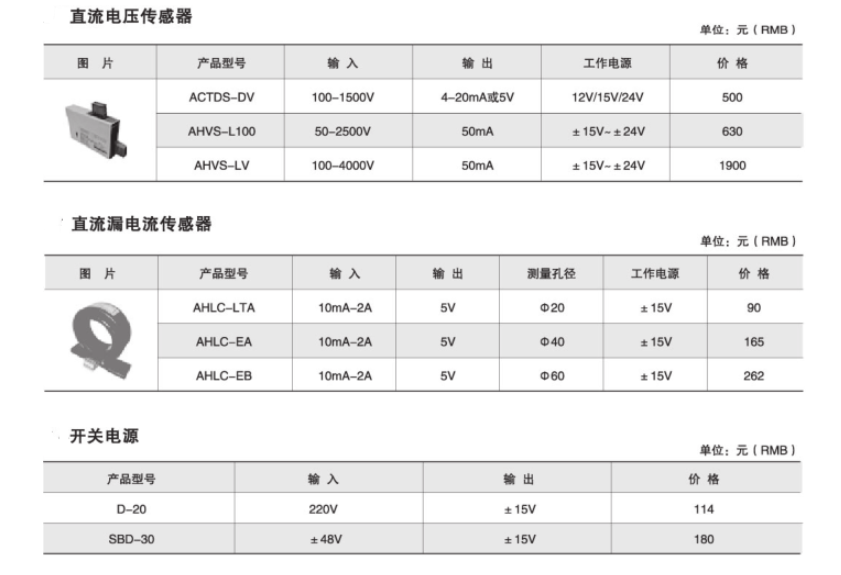 直流电压传感器
单位：元（RMB）
图 片 产品型号 输 入 输 出 工作电源 价 格
ACTDS-DV 100-1500V 4-20mA或5V 12V/15V/24V 500
AHVS-L100 50-2500V 50mA ±15V~±24V 630
AHVS-LV 100-4000V 50mA ±15V~±24V 1900
直流漏电流传感器
单位：元（RMB）
图 片 产品型号 输 入 输 出 测量孔径 工作电源 价 格
AHLC-LTA 10mA-2A 5V Φ20 ±15V 90
AHLC-EA 10mA-2A 5V Φ40 ±15V 165
AHLC-EB 10mA-2A 5V Φ60 ±15V 262
开关电源
单位：元（RMB）
产品型号 输 入 输 出 价 格
D-20 220V ±15V 114
SBD-30 ±48V ±15V 180